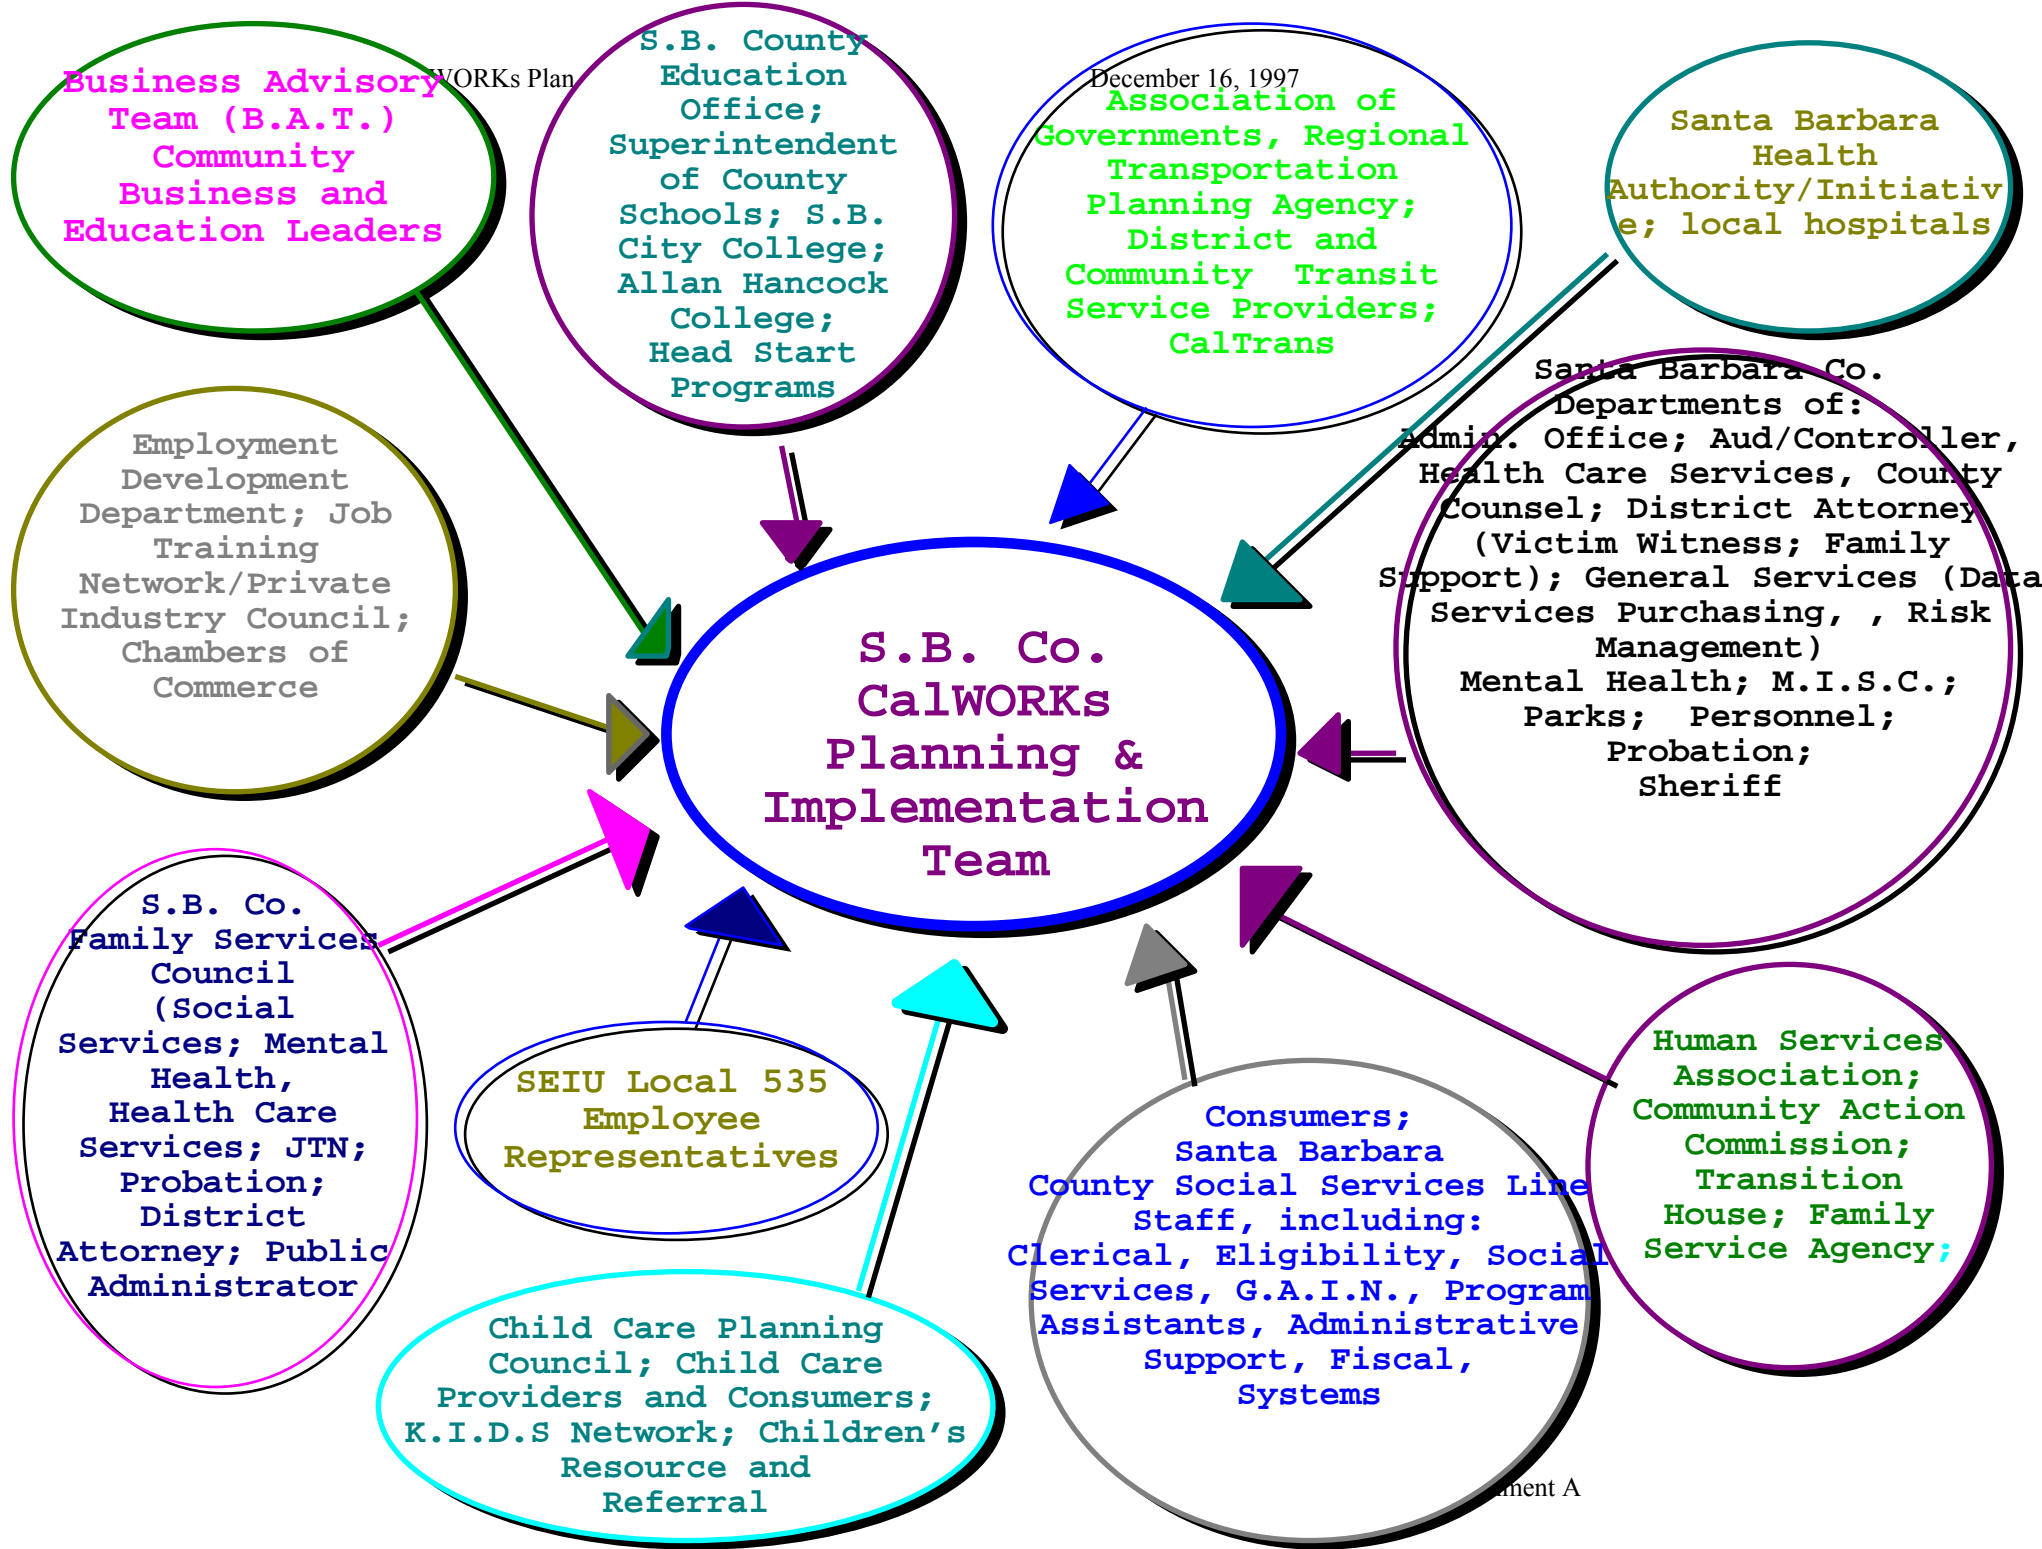 WORKs Plan
December 16, 1997
Business Advisory
Team (B.A.T.)
Community
Business and
Education Leaders
S.B. County
Education
Office;
Superintendent
of County
Schools; S.B.
City College;
Allan Hancock
College;
Head Start
Programs
Association of
Governments, Regional
Transportation
Planning Agency;
District and
Community  Transit
Service Providers;
CalTrans
Santa Barbara
Health
Authority/Initiativ
e; local hospitals
Employment
Development
Department; Job
Training
Network/Private
Industry Council;
Chambers of
Commerce
S.B. Co.
CalWORKs
Planning &
Implementation
Team
Santa Barbara Co.
Departments of:
Admin. Office; Aud/Controller,
Health Care Services, County
Counsel; District Attorney
(Victim Witness; Family
Support); General Services (Data
Services Purchasing, , Risk
Management)
Mental Health; M.I.S.C.;
Parks;  Personnel;
Probation;
Sheriff
S.B. Co.
Family Services
Council
(Social
Services; Mental
Health,
Health Care
Services; JTN;
Probation;
District
Attorney; Public
Administrator
SEIU Local 535
Employee
Representatives
Child Care Planning
Council; Child Care
Providers and Consumers;
K.I.D.S Network; Children’s
Resource and
Referral
Consumers;
Santa Barbara
County Social Services Line
Staff, including:
Clerical, Eligibility, Social
Services, G.A.I.N., Program
Assistants, Administrative
Support, Fiscal,
Systems
Human Services
Association;
Community Action
Commission;
Transition
House; Family
Service Agency;
A